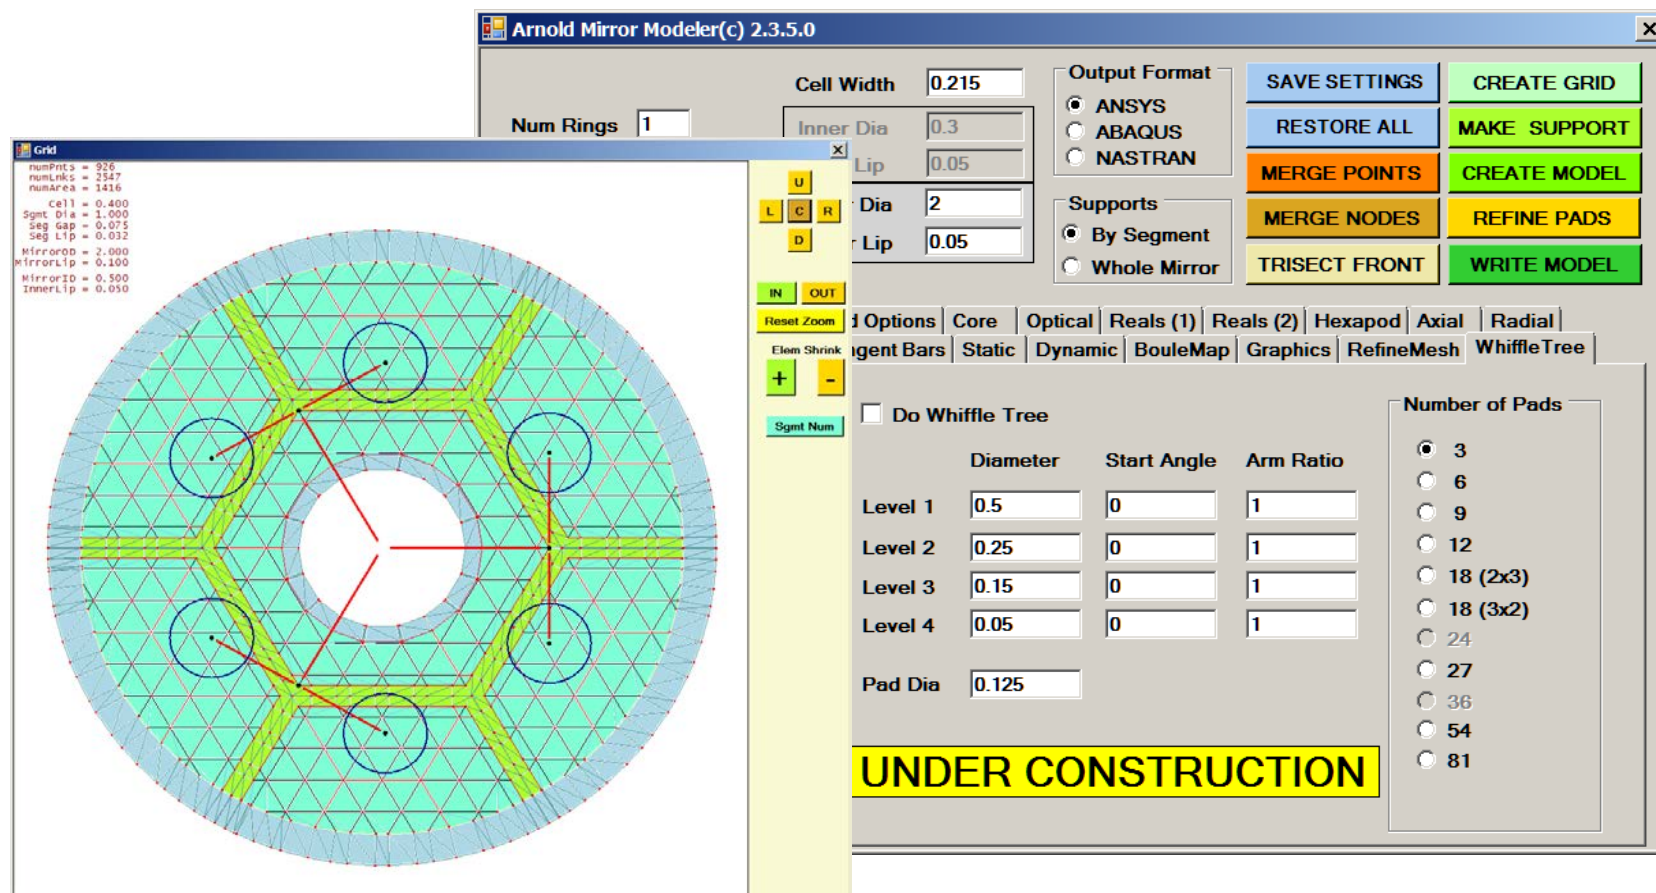 Arnold Mirror Modeler(c) 2.3.5.0
Num Rings 1
Cell Width 0.215
Inner Dia 0.3
Lip 0.05
Dia 2
Lip 0.05
Output Format
ANSYS
ABAQUS
NASTRAN
Supports
By Segment
Whole Mirror
SAVE SETTINGS CREATE GRID
RESTORE ALL MAKE SUPPORT
MERGE POINTS CREATE MODEL
MERGE NODES REFINE PADS
TRISECT FRONT WRITE MODEL
Options Core Optical Reals (1) Reals (2) Hexapod Axial Radial
gent Bars Static Dynamic BouleMap Graphics RefineMesh WhiffleTree
Do Whiffle Tree
Diameter Start Angle Arm Ratio
Level 1 0.5 0 1
Level 2 0.25 0 1
Level 3 0.15 0 1
Level 4 0.05 0 1
Pad Dia 0.125
UNDER CONSTRUCTION
Number of Pads
3
6
9
12
18 (2x3)
18 (3x2)
24
27
36
54
81
Grid
numPnts = 926
numLnks = 2547
numArea = 1416
Cell = 0.400
Sgmt Dia = 1.000
Seg Gap = 0.075
Seg Lip = 0.032
MirrorOD = 2.000
MirrorLip = 0.100
MirrorID = 0.500
InnerLip = 0.050
U
L C R
D
IN OUT
Reset Zoom
Elem Shrink
+ -
Sgmt Num